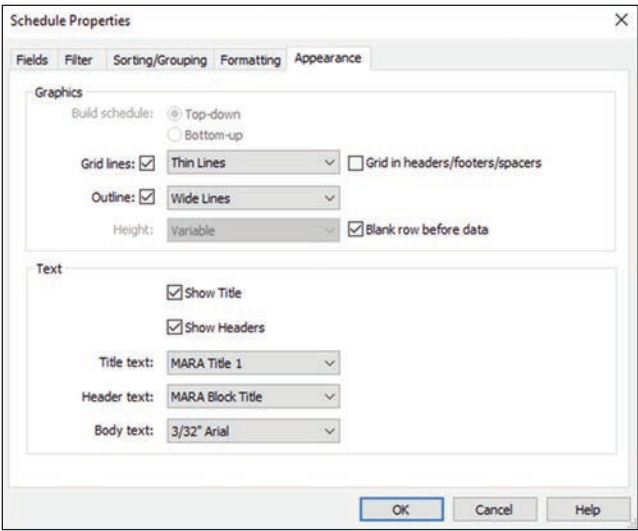 Schedule Properties
Fields Filter Sorting/Grouping Formatting Appearance
Graphics
Build schedule: Top-down
Bottom-up
Grid lines: Thin Lines Grid in headers/footers/spacers
Outline: Wide Lines
Height: Variable Blank row before data
Text
Show Title
Show Headers
Title text: MARA Title 1
Header text: MARA Block Title
Body text: 3/32" Arial
OK Cancel Help